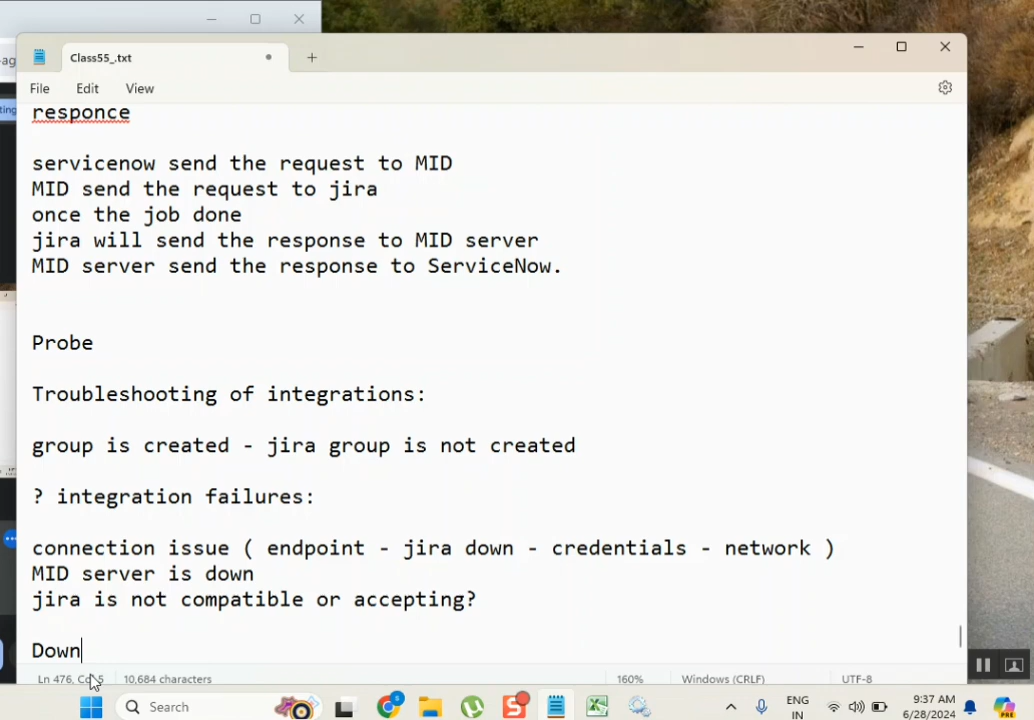 Class55_.txt
File Edit View
responce
servicenow send the request to MID
MID send the request to jira
once the job done
jira will send the response to MID server
MID server send the response to ServiceNow.
Probe
Troubleshooting of integrations:
group is created - jira group is not created
? integration failures:
connection issue ( endpoint - jira down - credentials - network )
MID server is down
jira is not compatible or accepting?
Down
10,684 characters 160% Windows (CRLF) UTF-8
Search
ENG
IN
9:37 AM
6/28/2024